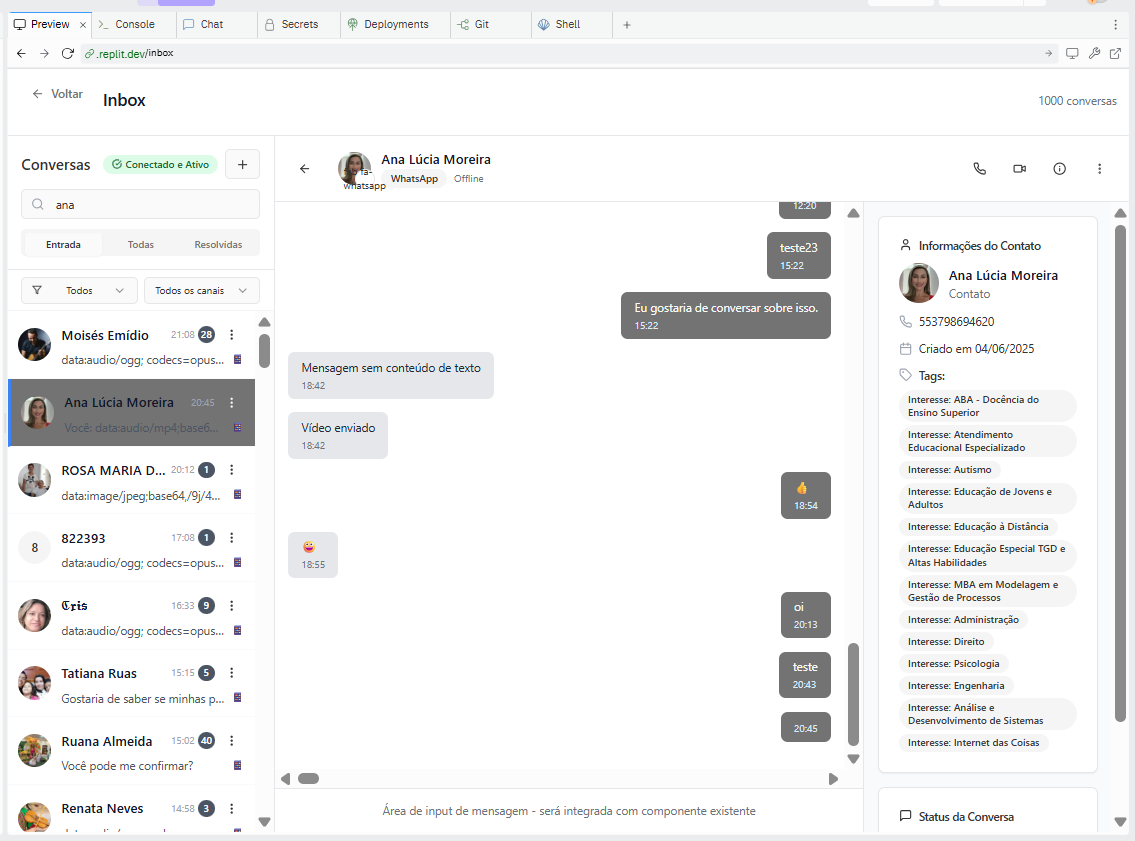 Preview
Console
Chat
Secrets
Deployments
Git
Shell
.replit.dev/inbox
Voltar
Inbox
1000 conversas
Conversas
Conectado e Ativo
ana
Entrada
Todas
Resolvidas
Todos
Todos os canais
Moisés Emídio
21:08
28
data:audio/ogg; codecs=opus...
Ana Lúcia Moreira
20:45
Você: data:audio/mp4;base6...
ROSA MARIA D...
20:12
1
data:image/jpeg;base64,/9j/4...
8
822393
17:08
1
data:audio/ogg; codecs=opus...
𝕮𝖗𝖎𝖘
16:33
9
data:audio/ogg; codecs=opus...
Tatiana Ruas
15:15
5
Gostaria de saber se minhas p...
Ruana Almeida
15:02
40
Você pode me confirmar?
Renata Neves
14:58
3
Ana Lúcia Moreira
fa-
whatsapp
WhatsApp
Offline
12:20
teste23
15:22
Eu gostaria de conversar sobre isso.
15:22
Mensagem sem conteúdo de texto
18:42
Vídeo enviado
18:42
👍
18:54
😜
18:55
oi
20:13
teste
20:43
20:45
Área de input de mensagem - será integrada com componente existente
Informações do Contato
Ana Lúcia Moreira
Contato
553798694620
Criado em 04/06/2025
Tags:
Interesse: ABA - Docência do
Ensino Superior
Interesse: Atendimento
Educacional Especializado
Interesse: Autismo
Interesse: Educação de Jovens e
Adultos
Interesse: Educação à Distância
Interesse: Educação Especial TGD e
Altas Habilidades
Interesse: MBA em Modelagem e
Gestão de Processos
Interesse: Administração
Interesse: Direito
Interesse: Psicologia
Interesse: Engenharia
Interesse: Análise e
Desenvolvimento de Sistemas
Interesse: Internet das Coisas
Status da Conversa